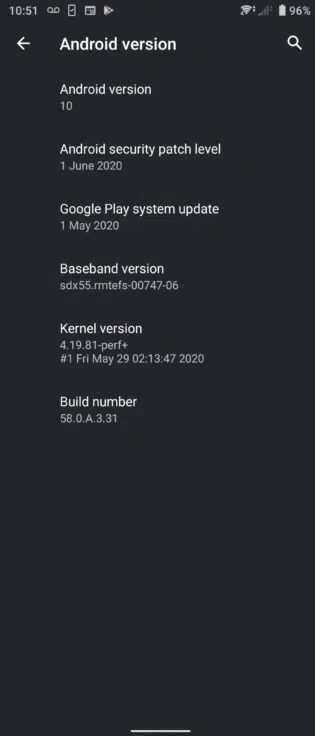 10:51
96%
Android version
Android version
10
Android security patch level
1 June 2020
Google Play system update
1 May 2020
Baseband version
sdx55.rmtefs-00747-06
Kernel version
4.19.81-perf+
#1 Fri May 29 02:13:47 2020
Build number
58.0.A.3.31